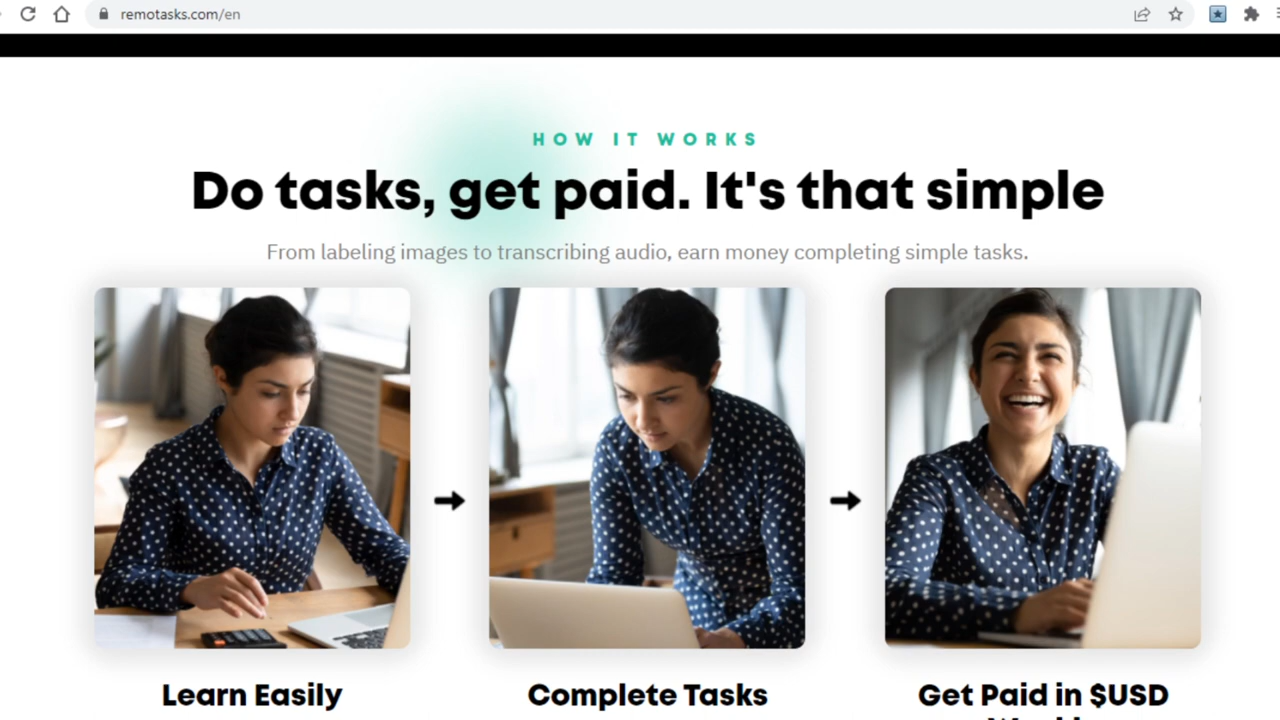 remotasks.com/en
HOW IT WORKS
Do tasks, get paid. It's that simple
From labeling images to transcribing audio, earn money completing simple tasks.
Learn Easily
Complete Tasks
Get Paid in $USD